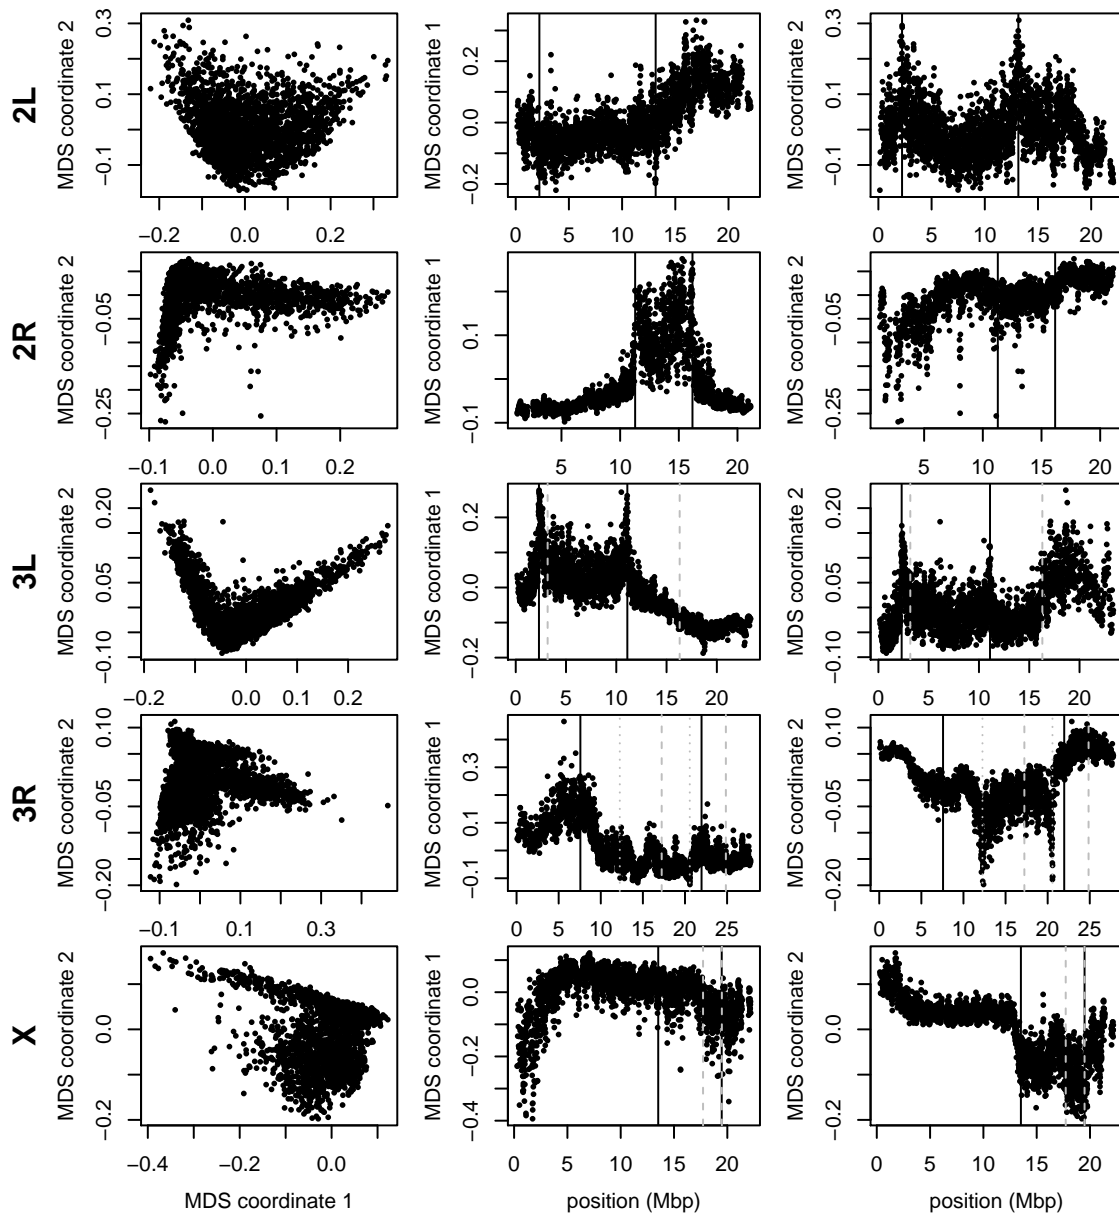 2L
MDS coordinate 2
0.3
0.1
−0.1
−0.2 0.0 0.2
MDS coordinate 1
0.2
0.0
−0.2
0 5 10 15 20
MDS coordinate 2
0.3
0.1
−0.1
0 5 10 15 20
2R
MDS coordinate 2
−0.05
−0.25
−0.1 0.0 0.1 0.2
MDS coordinate 1
0.1
−0.1
5 10 15 20
MDS coordinate 2
−0.05
−0.25
5 10 15 20
3L
MDS coordinate 2
0.20
0.05
−0.10
−0.2 0.0 0.1 0.2
MDS coordinate 1
0.2
0.0
−0.2
0 5 10 15 20
MDS coordinate 2
0.20
0.05
−0.10
0 5 10 15 20
3R
MDS coordinate 2
0.10
−0.05
−0.20
−0.1 0.1 0.3
MDS coordinate 1
0.3
0.1
−0.1
0 5 10 15 20 25
MDS coordinate 2
0.10
−0.05
−0.20
0 5 10 15 20 25
X
MDS coordinate 2
0.0
−0.2
−0.4 −0.2 0.0
MDS coordinate 1
MDS coordinate 1
0.0
−0.2
−0.4
0 5 10 15 20
position (Mbp)
MDS coordinate 2
0.0
−0.2
0 5 10 15 20
position (Mbp)